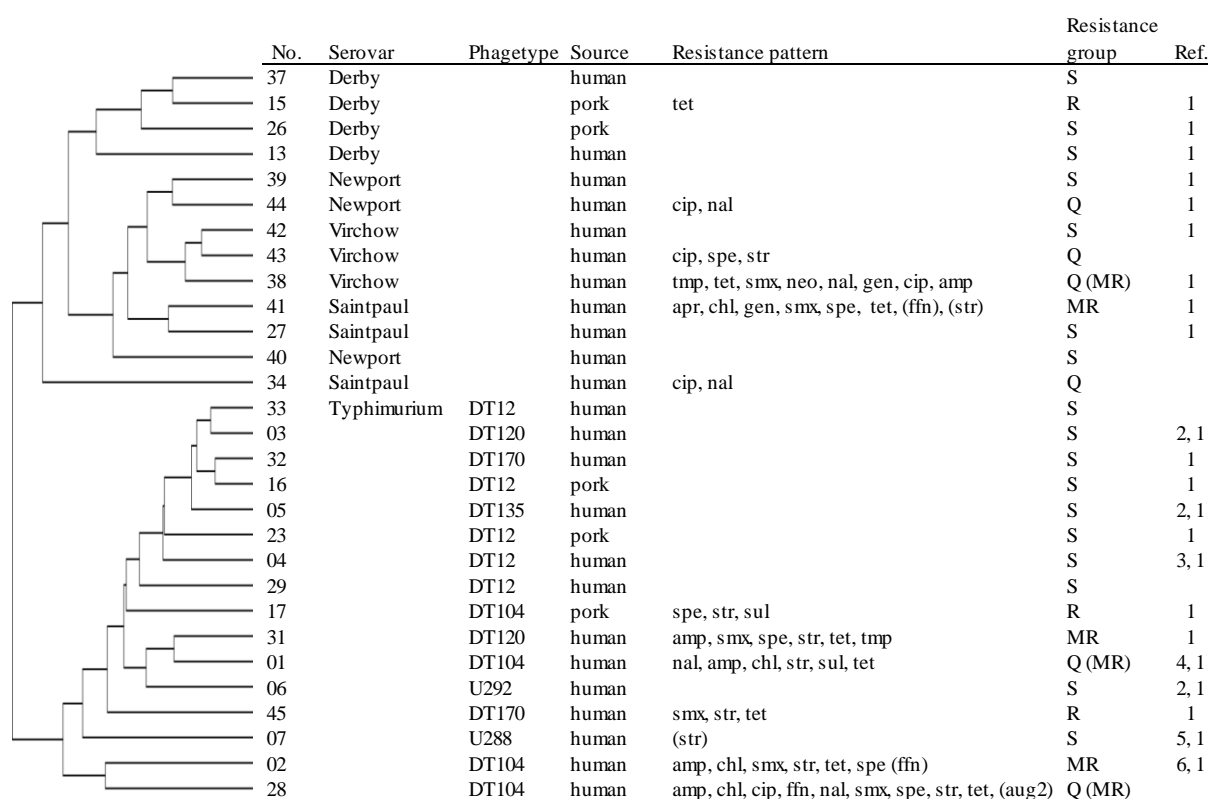 Resistance
No. Serovar Phagetype Source Resistance pattern group Ref.
37 Derby human S
15 Derby pork tet R 1
26 Derby pork S 1
13 Derby human S 1
39 Newport human S 1
44 Newport human cip, nal Q 1
42 Virchow human S 1
43 Virchow human cip, spe, str Q
38 Virchow human tmp, tet, smx, neo, nal, gen, cip, amp Q (MR) 1
41 Saintpaul human apr, chl, gen, smx, spe, tet, (ffn), (str) MR 1
27 Saintpaul human S 1
40 Newport human S
34 Saintpaul human cip, nal Q
33 Typhimurium DT12 human S
03 DT120 human S 2, 1
32 DT170 human S 1
16 DT12 pork S 1
05 DT135 human S 2, 1
23 DT12 pork S 1
04 DT12 human S 3, 1
29 DT12 human S
17 DT104 pork spe, str, sul R 1
31 DT120 human amp, smx, spe, str, tet, tmp MR 1
01 DT104 human nal, amp, chl, str, sul, tet Q (MR) 4, 1
06 U292 human S 2, 1
45 DT170 human smx, str, tet R 1
07 U288 human (str) S 5, 1
02 DT104 human amp, chl, smx, str, tet, spe (ffn) MR 6, 1
28 DT104 human amp, chl, cip, ffn, nal, smx, spe, str, tet, (aug2) Q (MR)